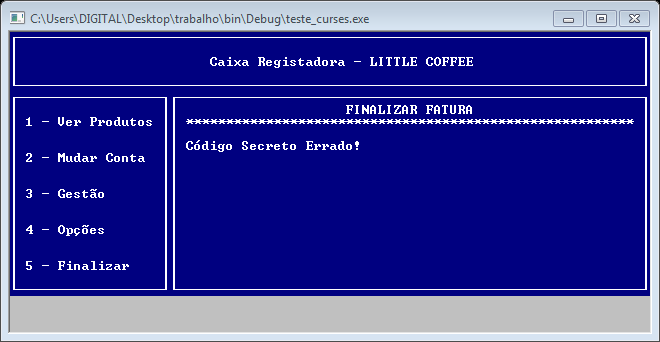 C:\Users\DIGITAL\Desktop\trabalho\bin\Debug\teste_curses.exe
Caixa Registadora - LITTLE COFFEE
1 - Ver Produtos
2 - Mudar Conta
3 - Gestão
4 - Opções
5 - Finalizar
FINALIZAR FATURA
********************************************************
Código Secreto Errado!